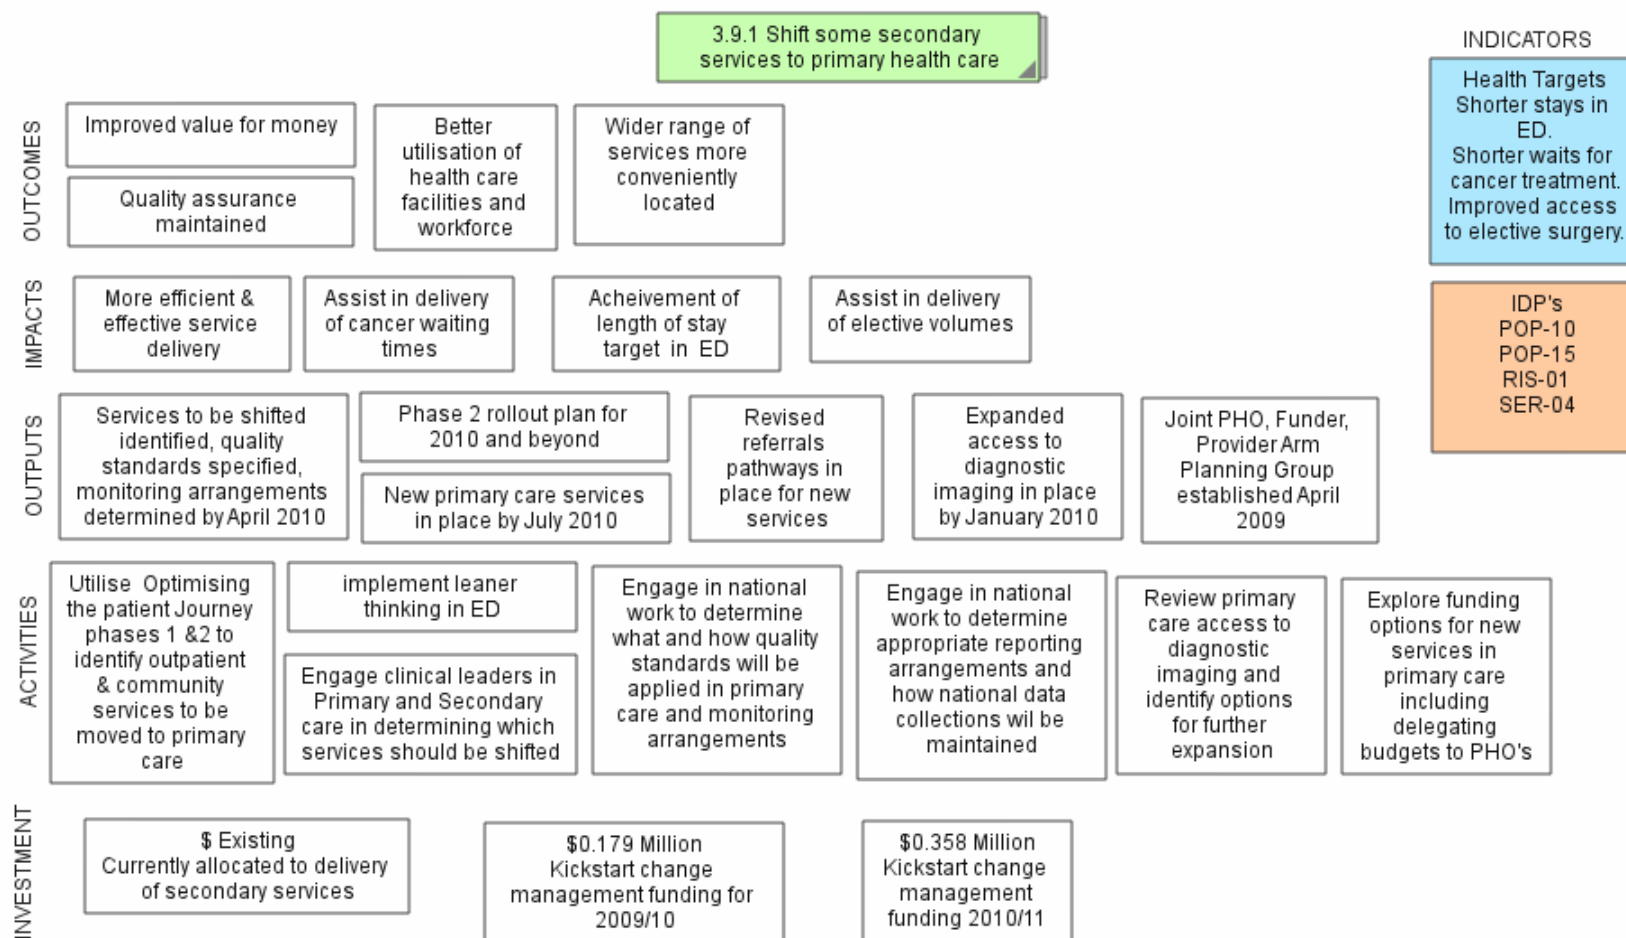 3.9.1 Shift some secondary
services to primary health care
INDICATORS
Health Targets
Shorter stays in
ED.
Shorter waits for
cancer treatment.
Improved access
to elective surgery.
IDP's
POP-10
POP-15
RIS-01
SER-04
OUTCOMES
Improved value for money
Quality assurance
maintained
Better
utilisation of
health care
facilities and
workforce
Wider range of
services more
conveniently
located
IMPACTS
More efficient &
effective service
delivery
Assist in delivery
of cancer waiting
times
Acheivement of
length of stay
target in ED
Assist in delivery
of elective volumes
OUTPUTS
Services to be shifted
identified, quality
standards specified,
monitoring arrangements
determined by April 2010
Phase 2 rollout plan for
2010 and beyond
New primary care services
in place by July 2010
Revised
referrals
pathways in
place for new
services
Expanded
access to
diagnostic
imaging in place
by January 2010
Joint PHO, Funder,
Provider Arm
Planning Group
established April
2009
ACTIVITIES
Utilise Optimising
the patient Journey
phases 1 &2 to
identify outpatient
& community
services to be
moved to primary
care
implement leaner
thinking in ED
Engage clinical leaders in
Primary and Secondary
care in determining which
services should be shifted
Engage in national
work to determine
what and how quality
standards will be
applied in primary
care and monitoring
arrangements
Engage in national
work to determine
appropriate reporting
arrangements and
how national data
collections wil be
maintained
Review primary
care access to
diagnostic
imaging and
identify options
for further
expansion
Explore funding
options for new
services in
primary care
including
delegating
budgets to PHO's
INVESTMENT
$ Existing
Currently allocated to delivery
of secondary services
$0.179 Million
Kickstart change
management funding for
2009/10
$0.358 Million
Kickstart change
management
funding 2010/11